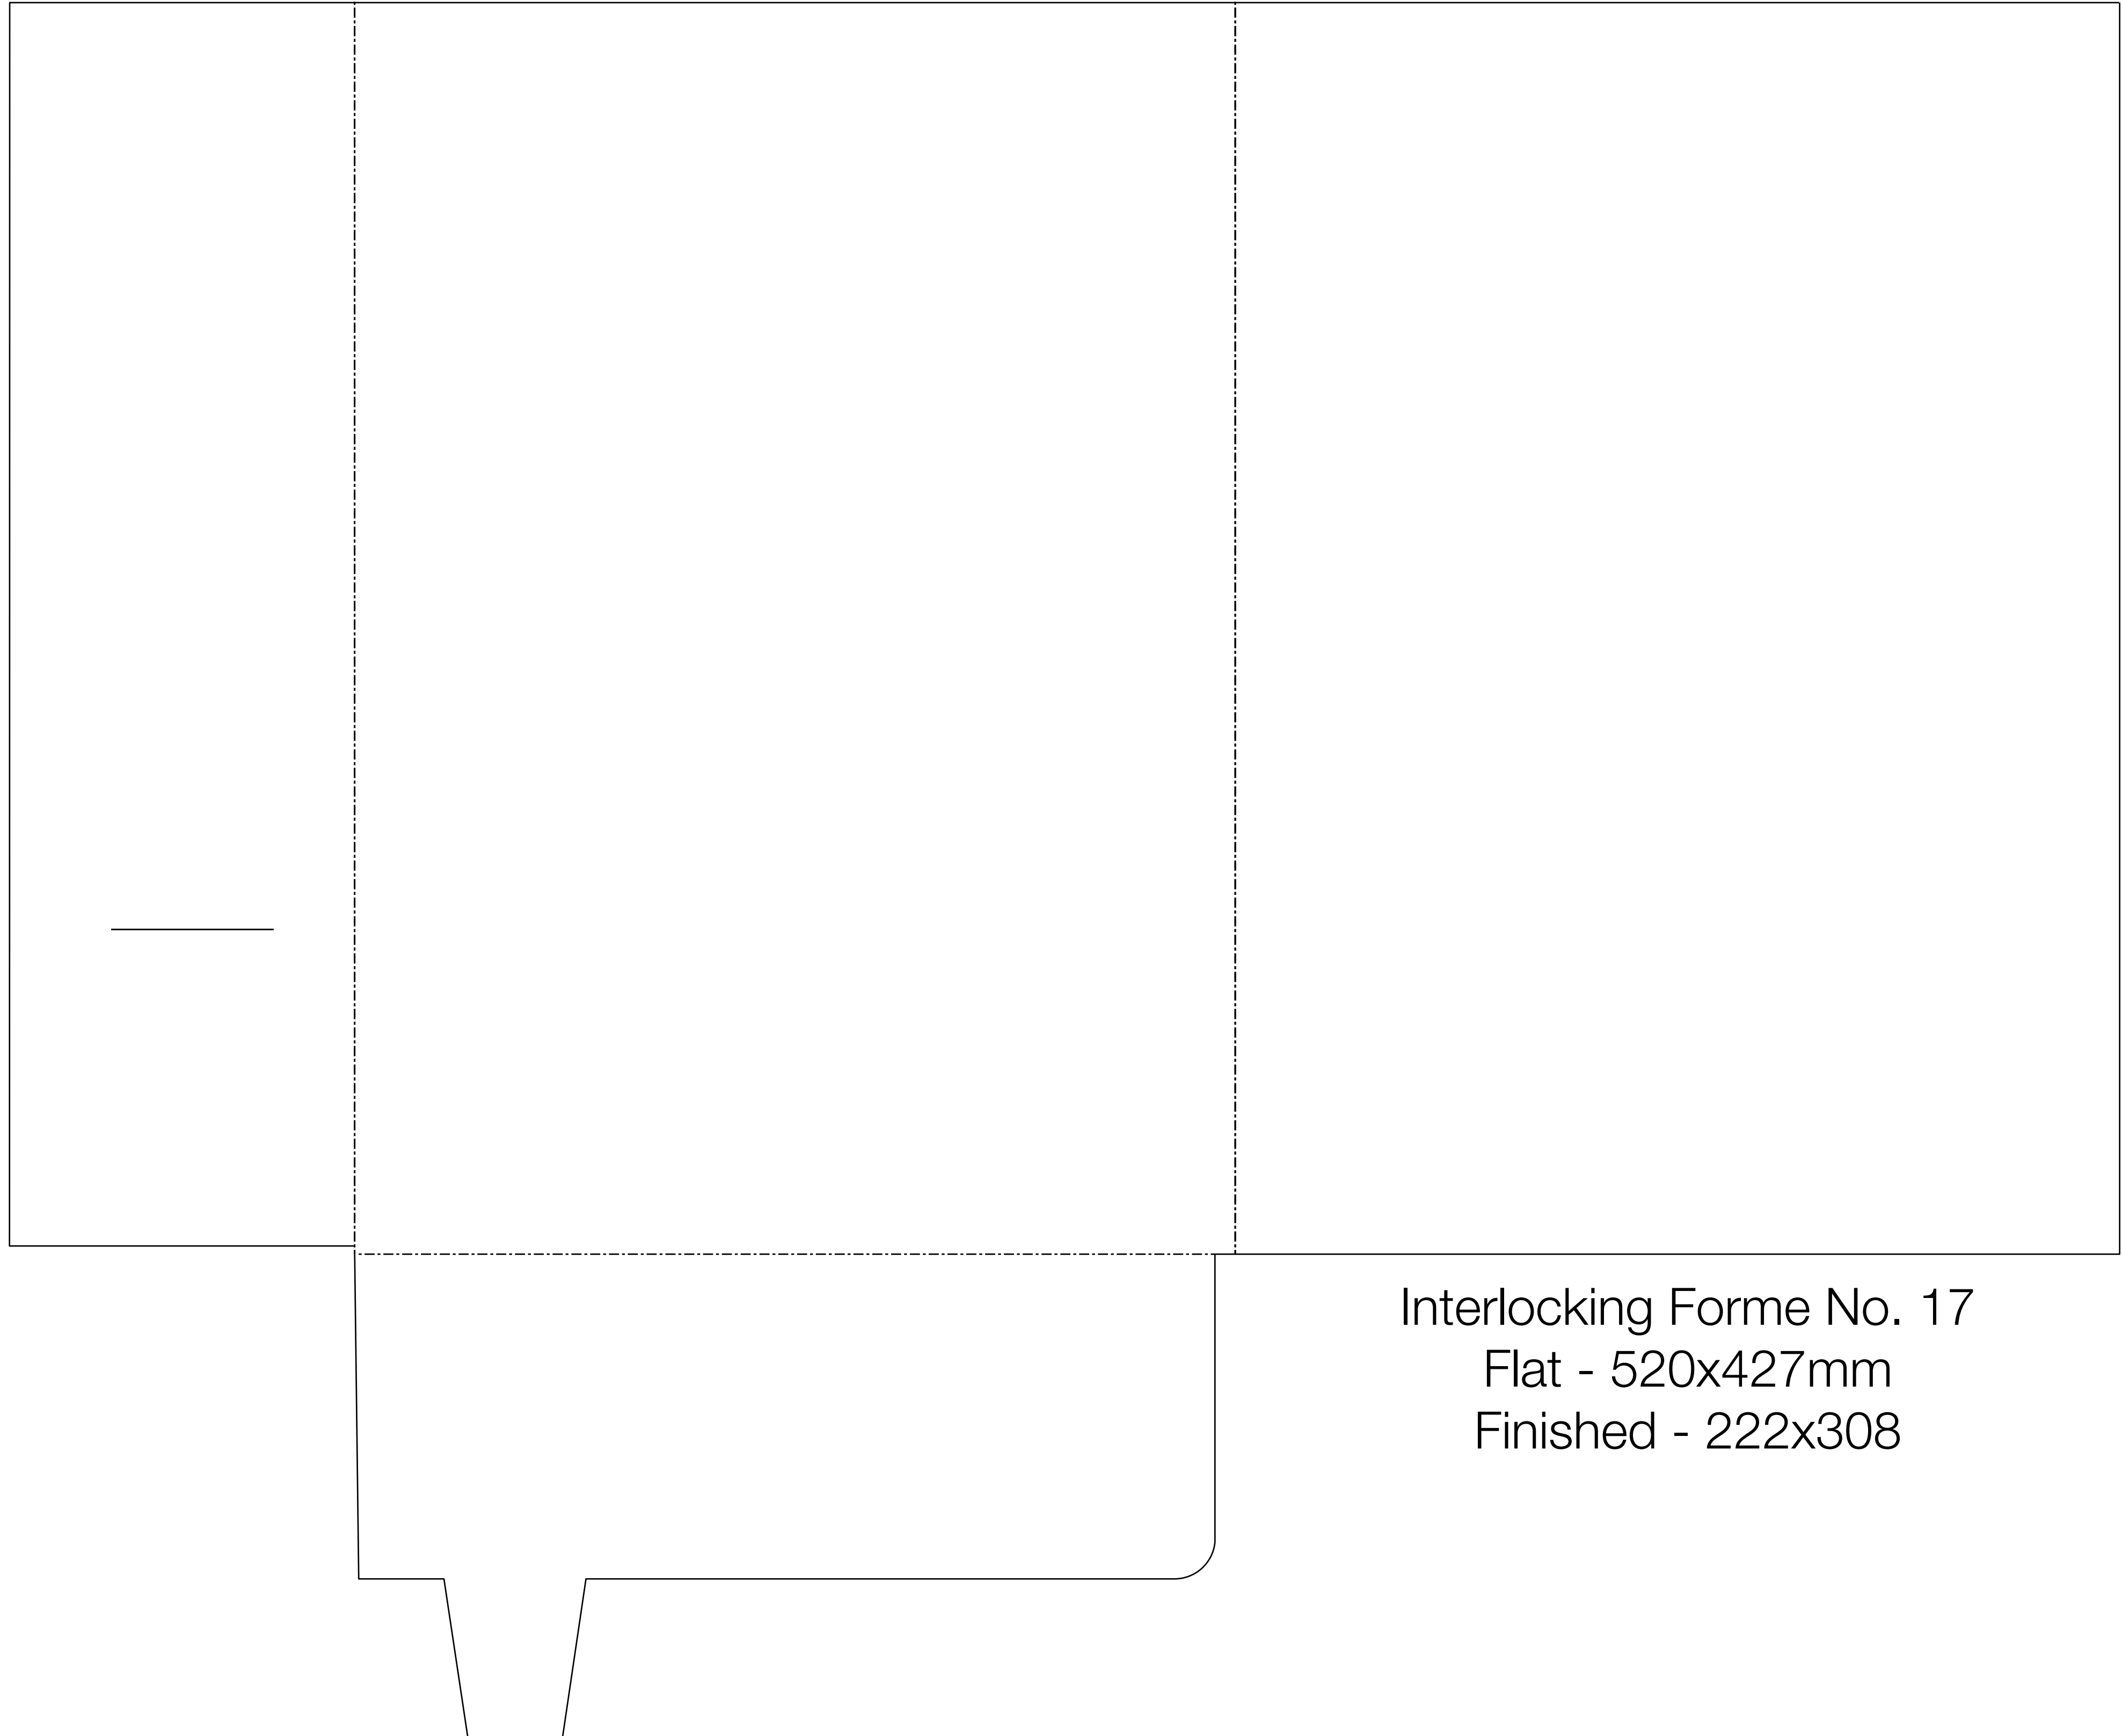 Interlocking Forme No. 17
Flat - 520x427mm
Finished - 222x308